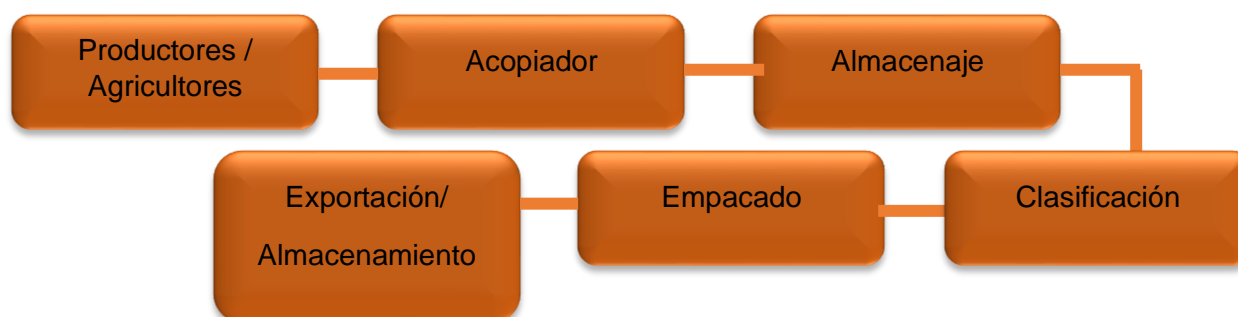 Productores /
Agricultores
Acopiador
Almacenaje
Clasificación
Empacado
Exportación/
Almacenamiento